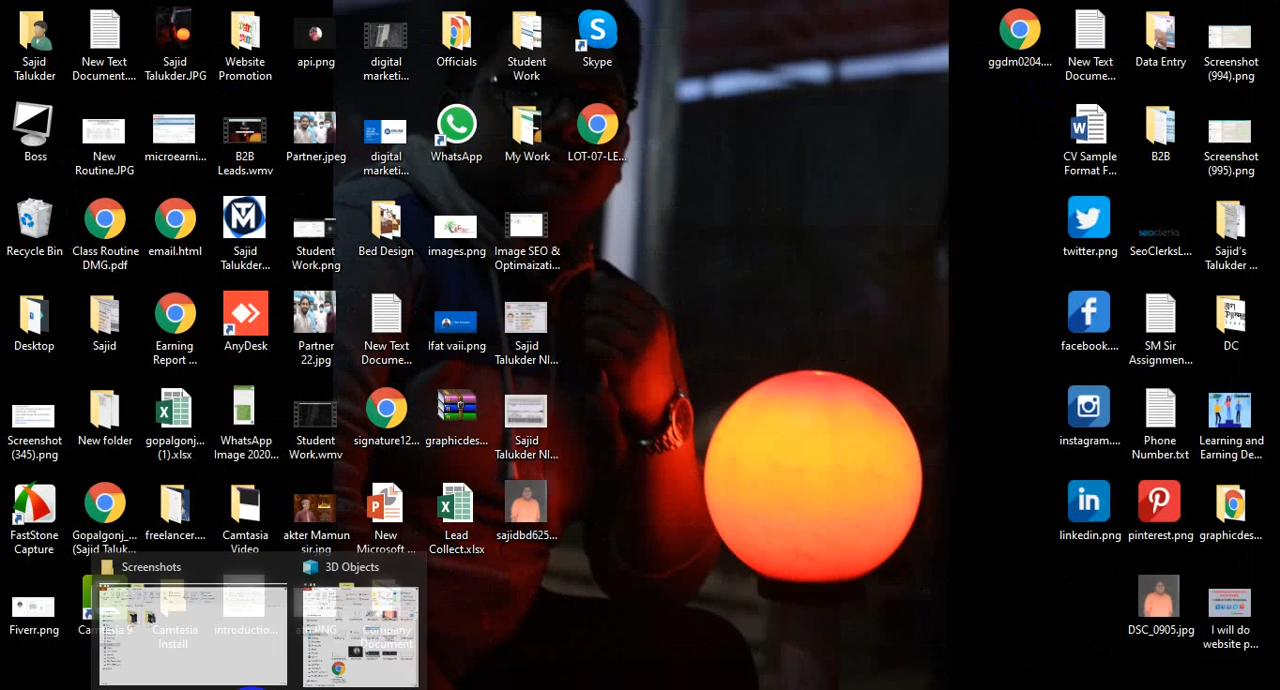 Sajid
Talukder
New Text
Document....
Sajid
Talukder.JPG
Website
Promotion
api.png
digital
marketi...
Officials
Student
Work
Skype
ggdm0204....
New Text
Docume...
Data Entry
Screenshot
(994).png
Boss
New
Routine.JPG
microearni...
B2B
Leads.wmv
Partner.jpeg
digital
marketi...
WhatsApp
My Work
LOT-07-LE...
CV Sample
Format F...
B2B
Screenshot
(995).png
Recycle Bin
Class Routine
DMG.pdf
email.html
Sajid
Talukder...
Student
Work.png
Bed Design
images.png
Image SEO &
Optimaizati...
twitter.png
seoclerks
SeoClerksL...
Sajid's
Talukder ...
Desktop
Sajid
Earning
Report ...
AnyDesk
Partner
22.jpg
New Text
Docume...
Ifat vaii.png
Sajid
Talukder NI...
facebook....
SM Sir
Assignmen...
DC
Screenshot
(345).png
New folder
gopalgonj...
(1).xlsx
WhatsApp
Image 2020...
Student
Work.wmv
signature12...
graphicdes...
Sajid
Talukder NI...
instagram....
Phone
Number.txt
Learning and
Earning De...
FastStone
Capture
Gopalgonj_...
(Sajid Taluk...
freelancer....
Camtasia
Video
akter Mamun
sir.jpg
New
Microsoft ...
Lead
Collect.xlsx
sajidbd625...
linkedin.png
pinterest.png
graphicdes...
Screenshots
3D Objects
Fiverr.png
Camtasia 9
Camtasia
Install
introductio...
Company
Document
DSC_0905.jpg
I will do
website p...